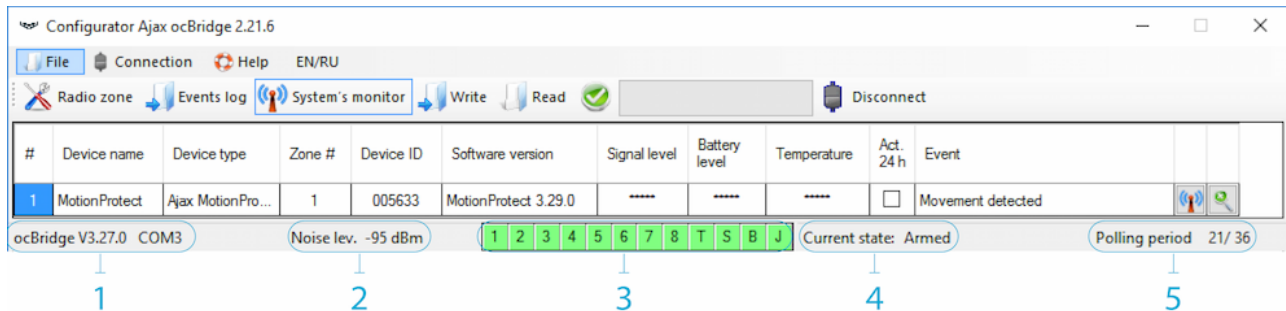 Configurator Ajax ocBridge 2.21.6
File Connection Help EN/RU
Radio zone Events log System's monitor Write Read Disconnect
# Device name Device type Zone # Device ID Software version Signal level Battery level Temperature Act. 24 h Event
1 MotionProtect Ajax MotionPro... 1 005633 MotionProtect 3.29.0 ----- ----- ----- Movement detected
ocBridge V3.27.0 COM3 Noise lev. -95 dBm 1 2 3 4 5 6 7 8 T S B J Current state: Armed Polling period 21/ 36
1 2 3 4 5